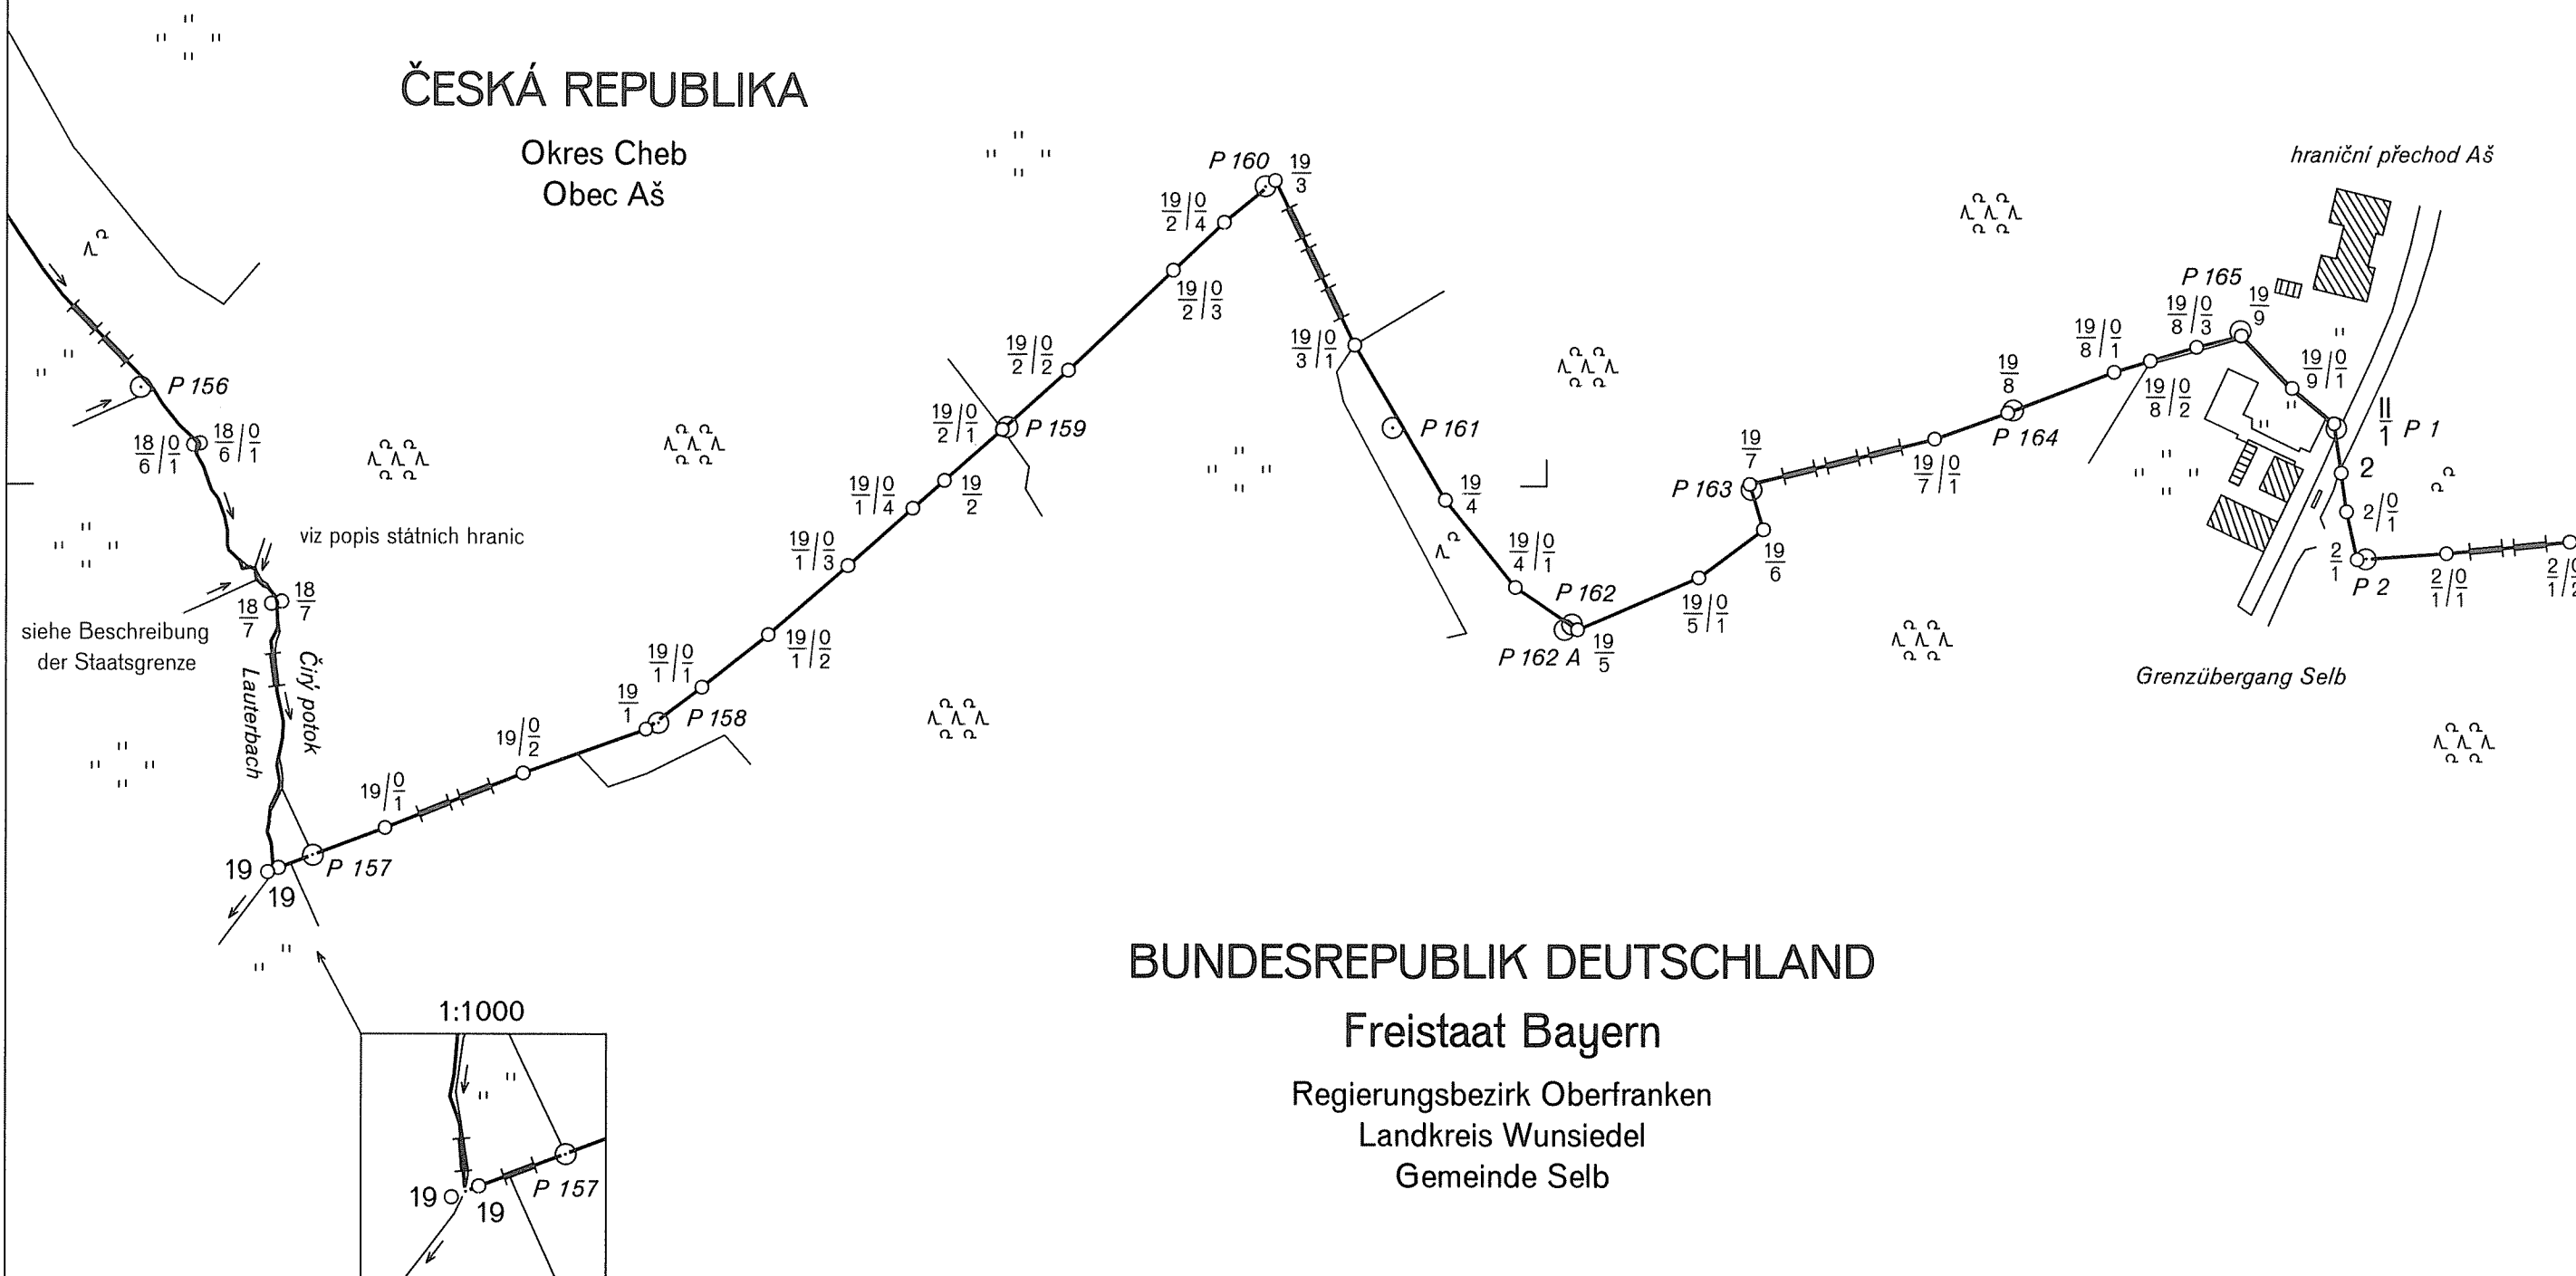 ČESKÁ REPUBLIKA
Okres Cheb
Obec Aš
hraniční přechod Aš
P 160
19/3
19/2/0/4
19/2/0/3
P 165
19/9
19/8/0/3
19/8/0/1
19/8/0/2
19/9/0/1
19/3/0/1
19/2/0/2
P 156
19/8
II/1 P 1
19/2/0/1
P 159
P 161
P 164
18/6/0/1
18/6/0/1
19/7
19/7/0/1
2
19/1/0/4
19/2
19/4
P 163
2/0/1
viz popis státních hranic
19/1/0/3
19/4/0/1
19/6
2/1
P 2
2/1/0/1
2/1/0/2
18/7
18/7
P 162
19/5/0/1
siehe Beschreibung
der Staatsgrenze
19/1/0/2
P 162 A
19/5
Grenzübergang Selb
Lauterbach
Čirý potok
19/1/0/1
19/1
P 158
19/0/2
19/0/1
19
19
P 157
BUNDESREPUBLIK DEUTSCHLAND
Freistaat Bayern
Regierungsbezirk Oberfranken
Landkreis Wunsiedel
Gemeinde Selb
1:1000
19
19
P 157